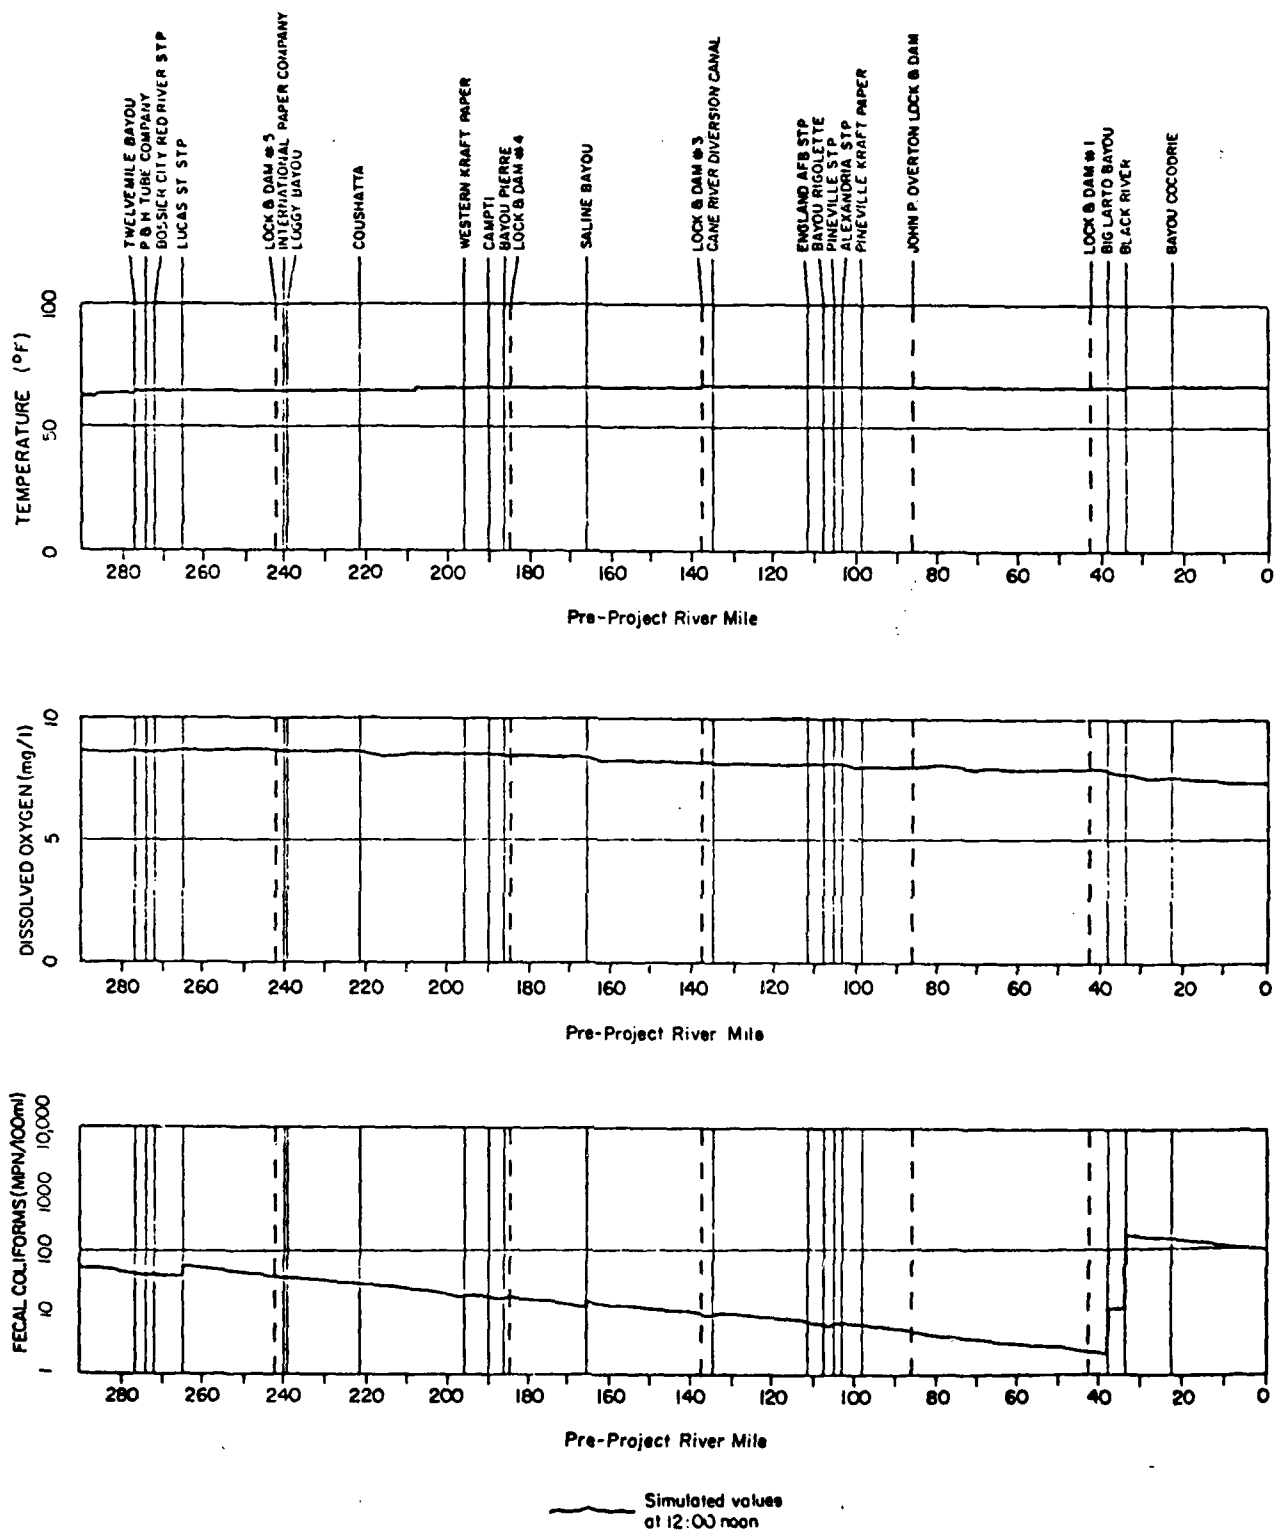 TWELVEMILE BAYOU
P & H TUBE COMPANY
BOSSIER CITY RED RIVER STP
LUCAS ST STP
LOCK & DAM #5
INTERNATIONAL PAPER COMPANY
LOGGY BAYOU
COUSHATTA
WESTERN KRAFT PAPER
CAMPTI
BAYOU PIERRE
LOCK & DAM #4
SALINE BAYOU
LOCK & DAM #3
CANE RIVER DIVERSION CANAL
ENGLAND AFB STP
BAYOU RIGOLETTE
PINEVILLE STP
ALEXANDRIA STP
PINEVILLE KRAFT PAPER
JOHN P. OVERTON LOCK & DAM
LOCK & DAM #1
BIG LARTO BAYOU
BLACK RIVER
BAYOU COCODRIE
TEMPERATURE (°F)
100
50
0
280 260 240 220 200 180 160 140 120 100 80 60 40 20 0
Pre-Project River Mile
DISSOLVED OXYGEN (mg/l)
10
5
0
280 260 240 220 200 180 160 140 120 100 80 60 40 20 0
Pre-Project River Mile
FECAL COLIFORMS (MPN/100ml)
10,000
1000
100
10
1
280 260 240 220 200 180 160 140 120 100 80 60 40 20 0
Pre-Project River Mile
Simulated values
at 12:00 noon